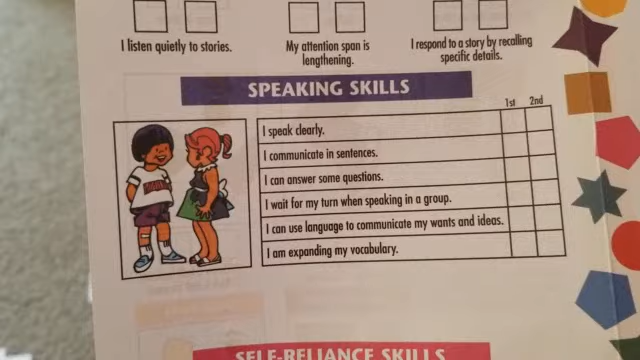 I listen quietly to stories.
My attention span is
lengthening.
I respond to a story by recalling
specific details.
SPEAKING SKILLS
1st 2nd
I speak clearly.
I communicate in sentences.
I can answer some questions.
I wait for my turn when speaking in a group.
I can use language to communicate my wants and ideas.
I am expanding my vocabulary.
SELF-RELIANCE SKILLS